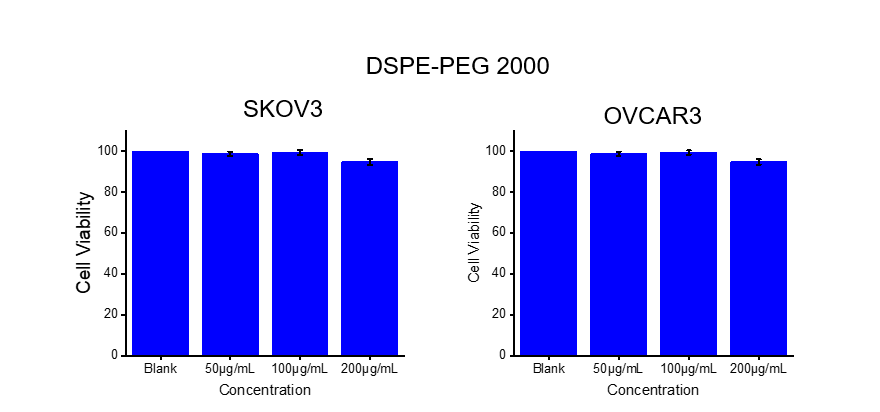 DSPE-PEG 2000
SKOV3
Cell Viability
100
80
60
40
20
0
Blank 50μg/mL 100μg/mL 200μg/mL
Concentration
OVCAR3
Cell Viability
100
80
60
40
20
0
Blank 50μg/mL 100μg/mL 200μg/mL
Concentration